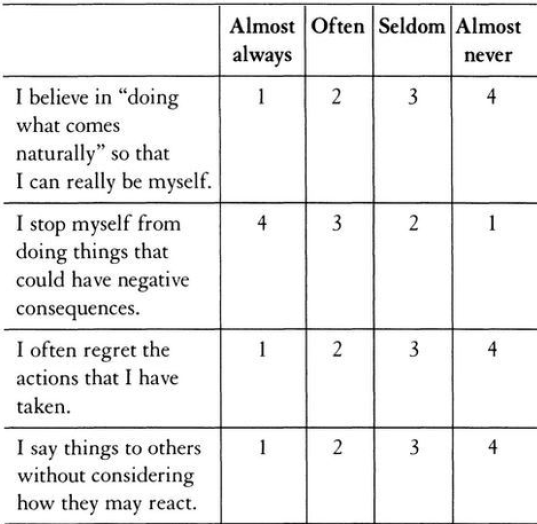 Almost always Often Seldom Almost never
I believe in “doing 1 2 3 4
what comes
naturally” so that
I can really be myself.
I stop myself from 4 3 2 1
doing things that
could have negative
consequences.
I often regret the 1 2 3 4
actions that I have
taken.
I say things to others 1 2 3 4
without considering
how they may react.